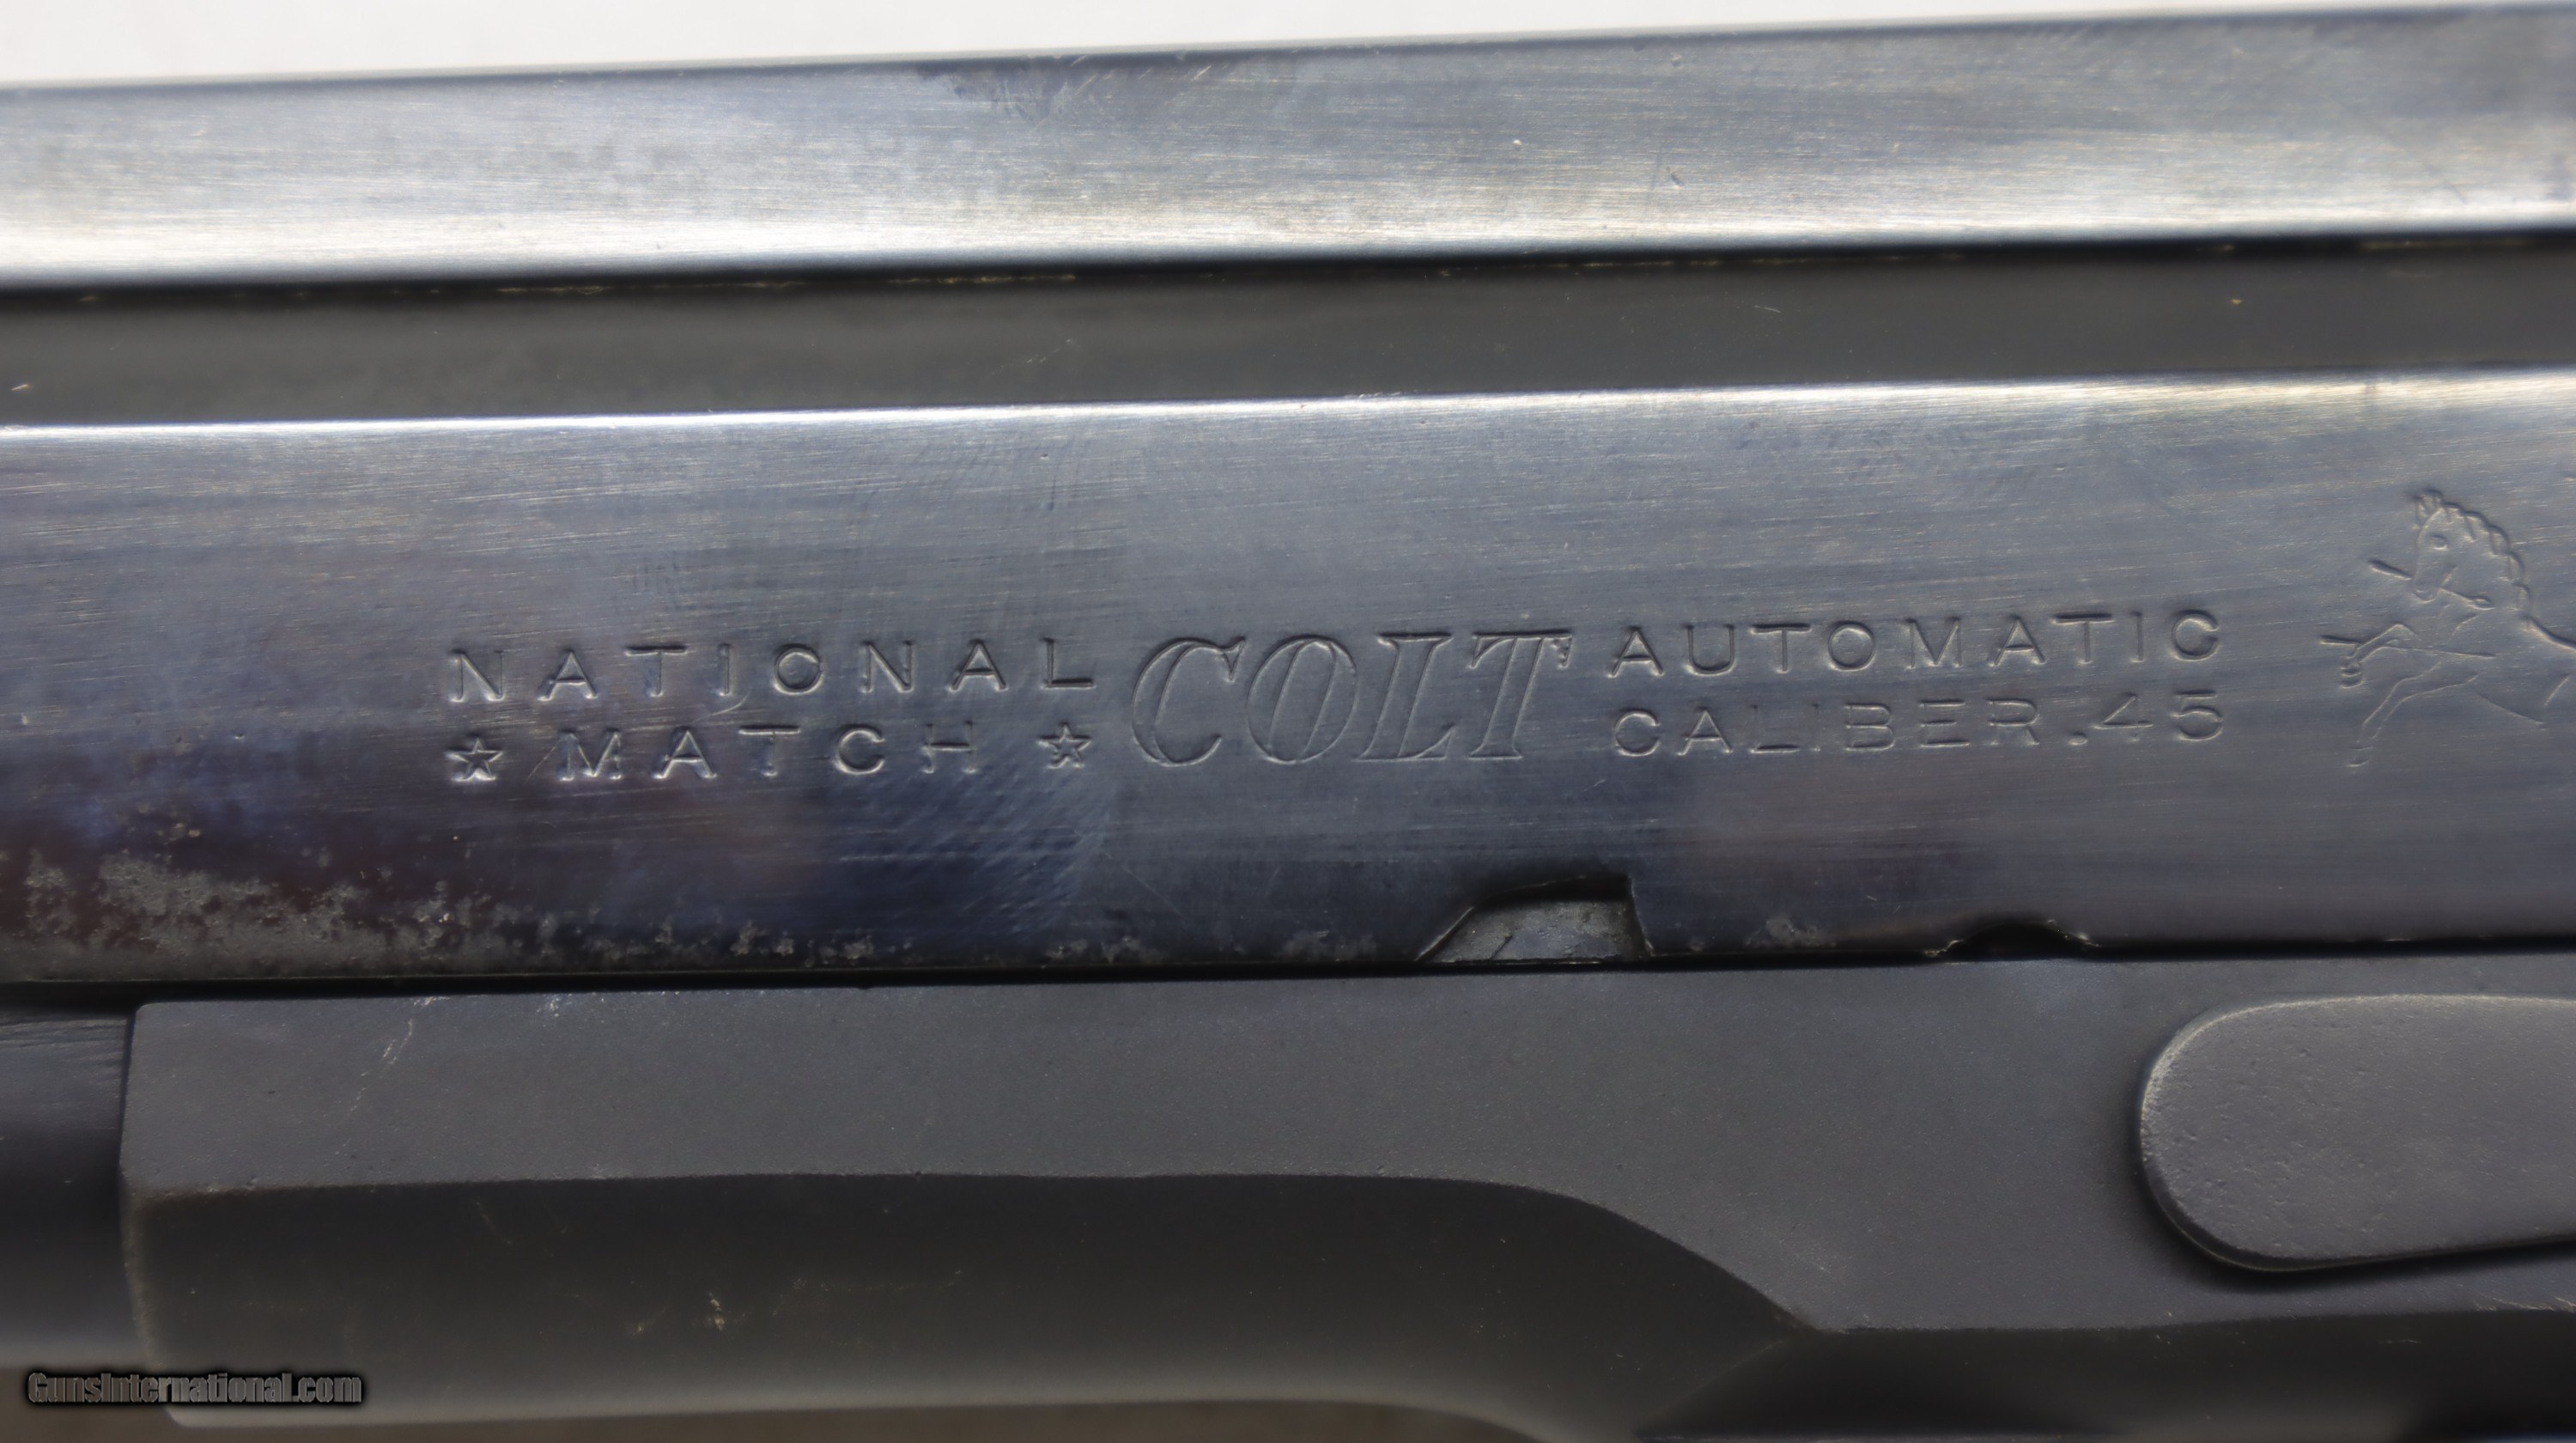 NATIONAL
☆ MATCH ☆
COLT
AUTOMATIC
CALIBER .45
GunsInternational.com